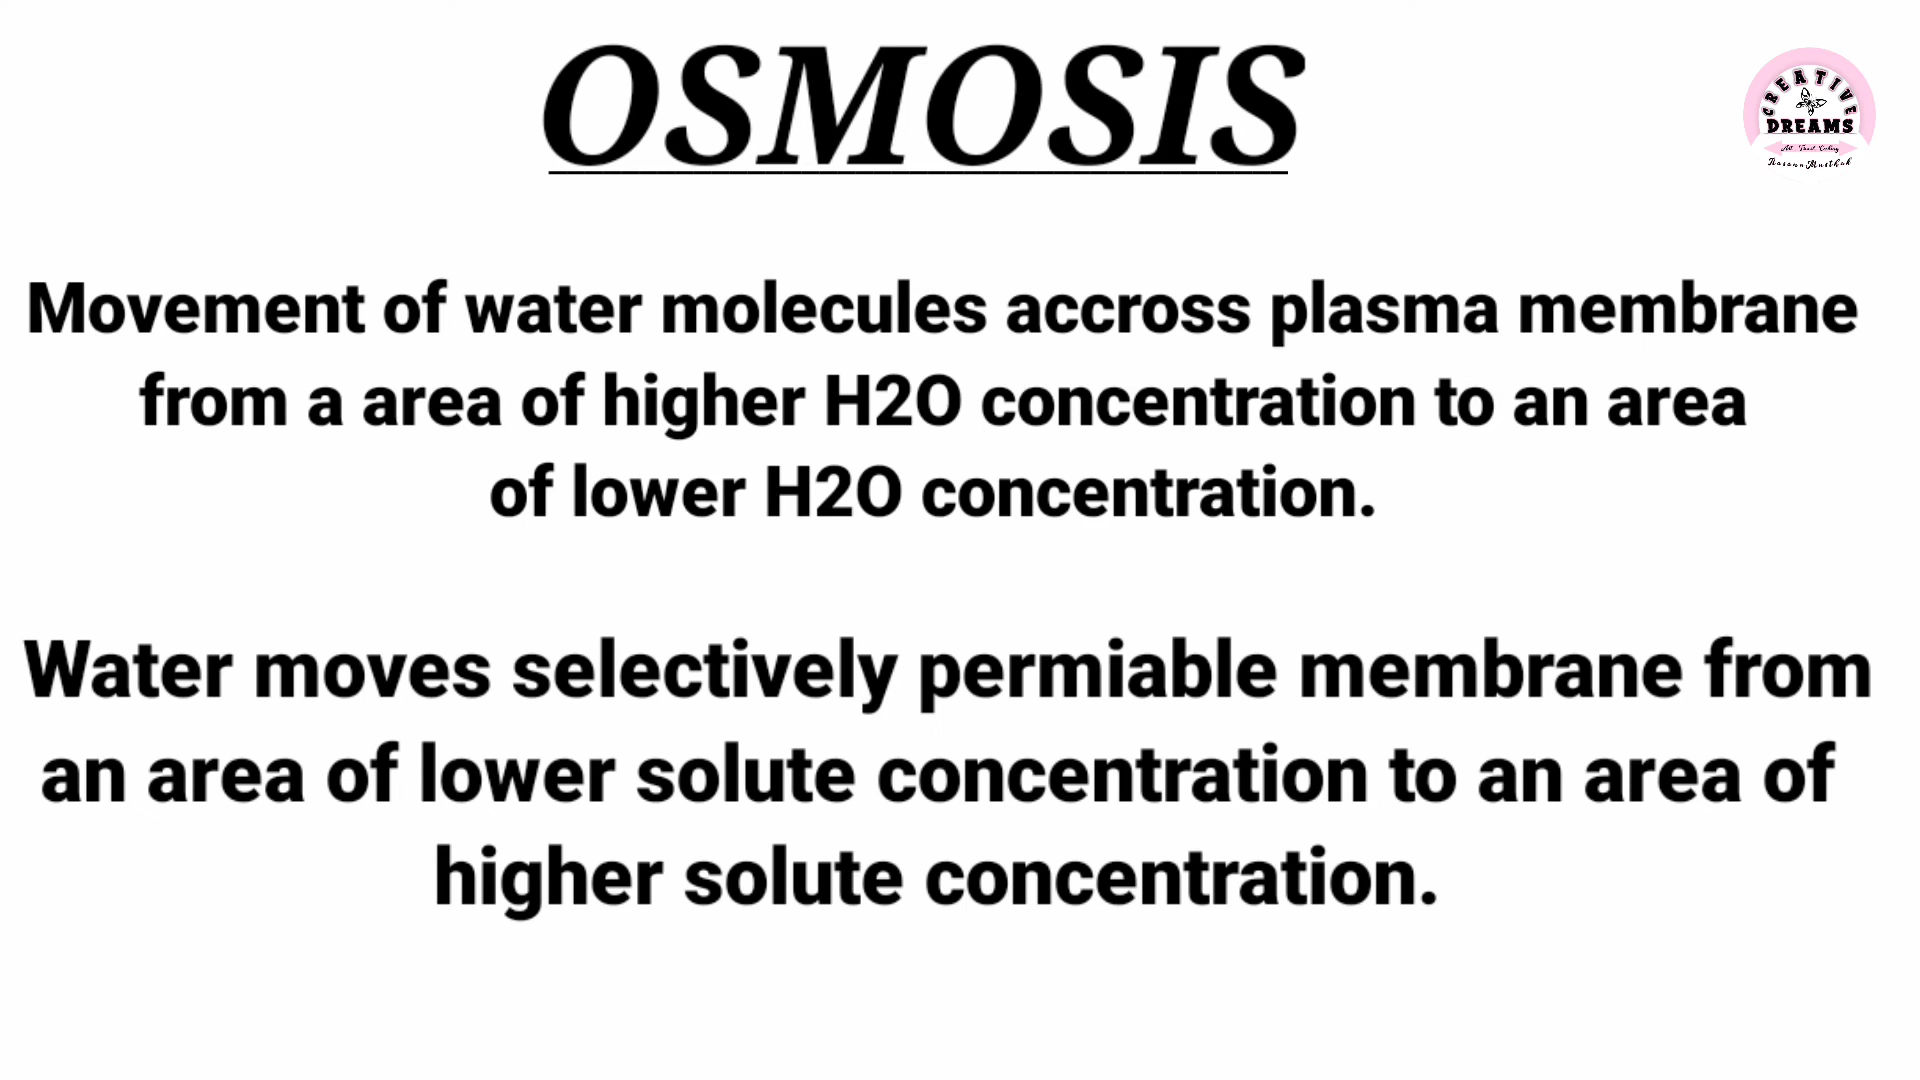 OSMOSIS
CREATIVE
DREAMS
Movement of water molecules accross plasma membrane
from a area of higher H2O concentration to an area
of lower H2O concentration.
Water moves selectively permiable membrane from
an area of lower solute concentration to an area of
higher solute concentration.